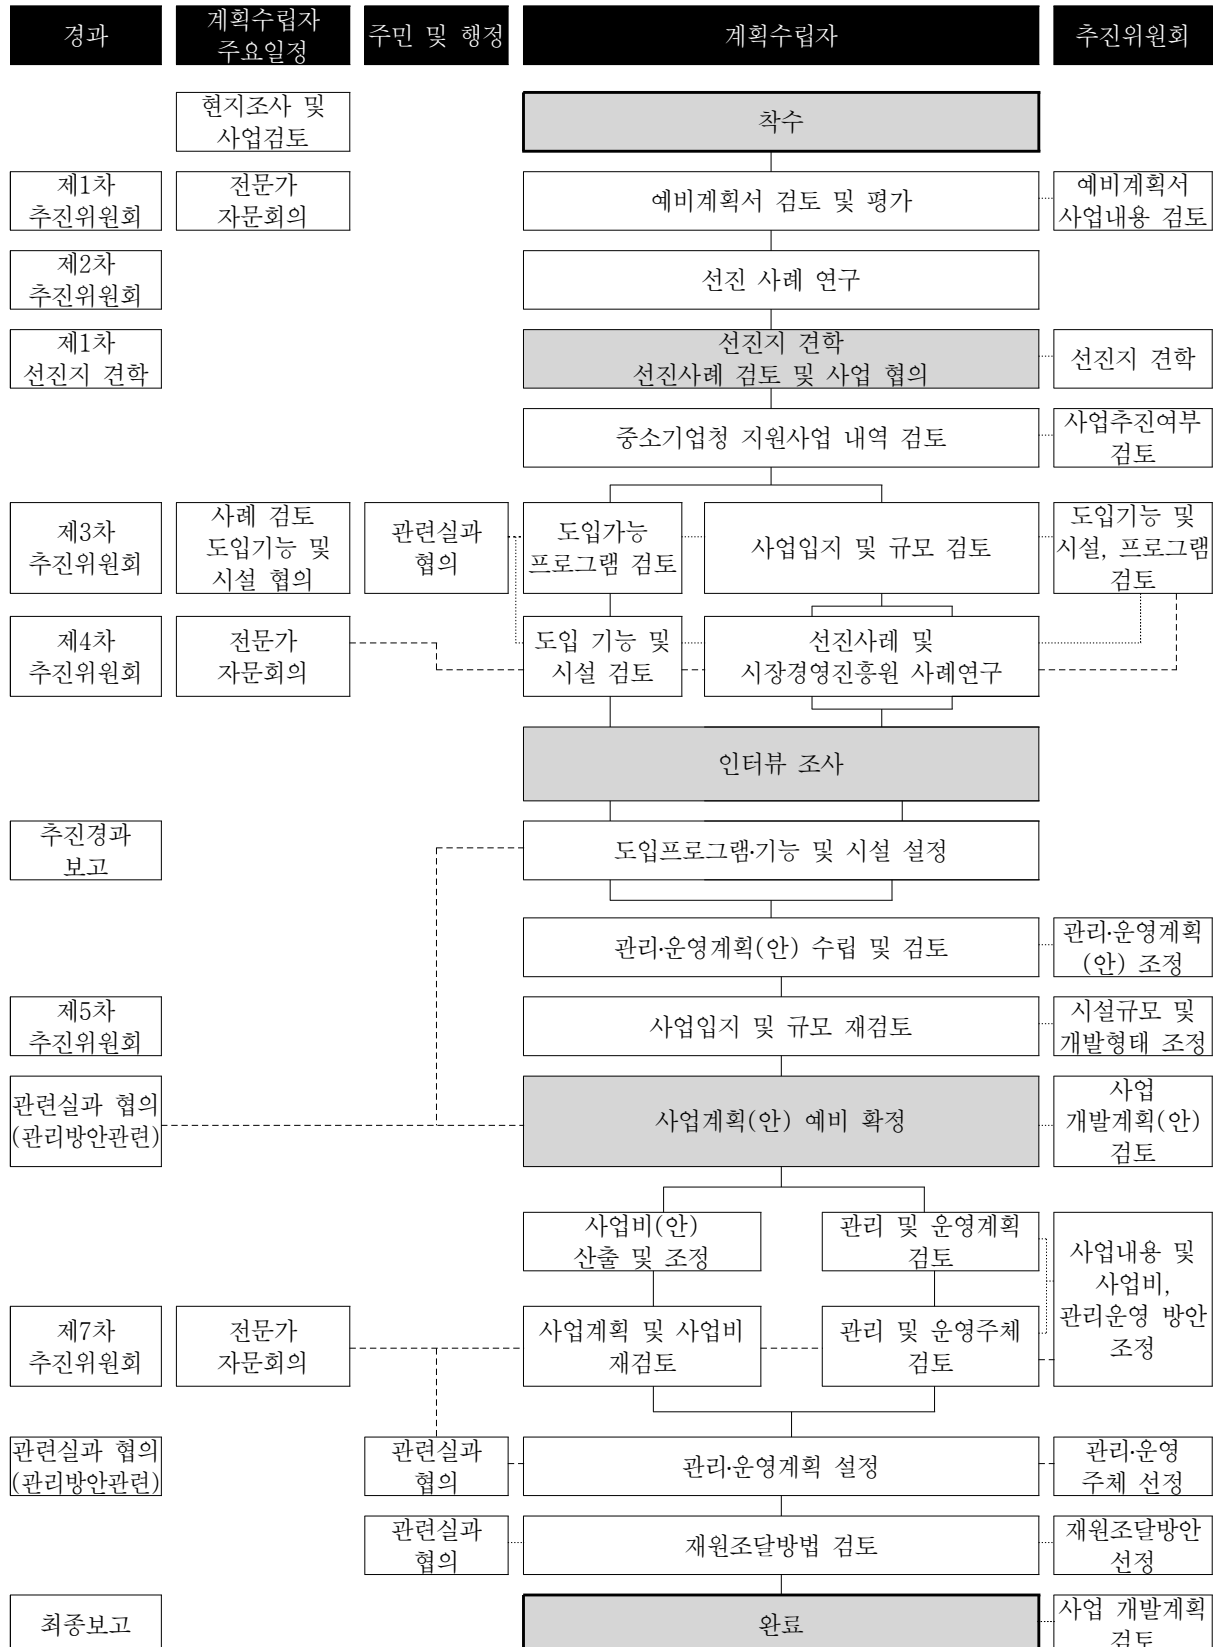 경과
계획수립자
주요일정
주민 및 행정
계획수립자
추진위원회
현지조사 및
사업검토
착수
제1차
추진위원회
전문가
자문회의
예비계획서 검토 및 평가
예비계획서
사업내용 검토
제2차
추진위원회
선진 사례 연구
제1차
선진지 견학
선진지 견학
선진사례 검토 및 사업 협의
선진지 견학
중소기업청 지원사업 내역 검토
사업추진여부
검토
제3차
추진위원회
사례 검토
도입기능 및
시설 협의
관련실과
협의
도입가능
프로그램 검토
사업입지 및 규모 검토
도입기능 및
시설, 프로그램
검토
제4차
추진위원회
전문가
자문회의
도입 기능 및
시설 검토
선진사례 및
시장경영진흥원 사례연구
인터뷰 조사
추진경과
보고
도입프로그램·기능 및 시설 설정
관리·운영계획(안) 수립 및 검토
관리·운영계획
(안) 조정
제5차
추진위원회
사업입지 및 규모 재검토
시설규모 및
개발형태 조정
관련실과 협의
(관리방안관련)
사업계획(안) 예비 확정
사업
개발계획(안)
검토
사업비(안)
산출 및 조정
관리 및 운영계획
검토
사업내용 및
사업비,
관리운영 방안
조정
제7차
추진위원회
전문가
자문회의
사업계획 및 사업비
재검토
관리 및 운영주체
검토
관련실과 협의
(관리방안관련)
관련실과
협의
관리·운영계획 설정
관리·운영
주체 선정
관련실과
협의
재원조달방법 검토
재원조달방안
선정
최종보고
완료
사업 개발계획
검토